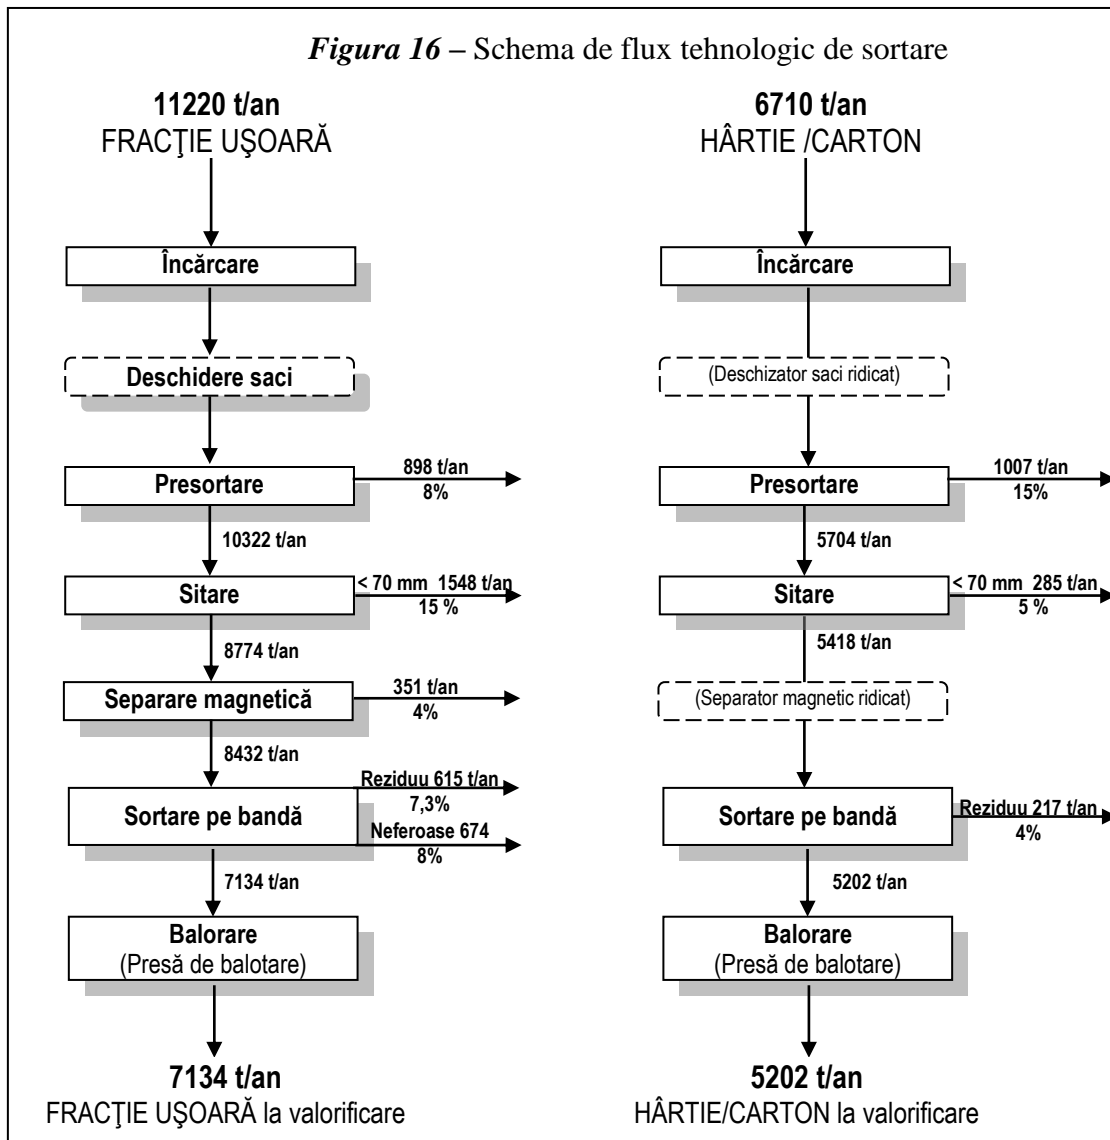 Figura 16 – Schema de flux tehnologic de sortare
11220 t/an
FRACŢIE UŞOARĂ
Încărcare
Deschidere saci
Presortare
898 t/an
8%
10322 t/an
Sitare
< 70 mm 1548 t/an
15 %
8774 t/an
Separare magnetică
351 t/an
4%
8432 t/an
Sortare pe bandă
Reziduu 615 t/an
7,3%
Neferoase 674
8%
7134 t/an
Balorare
(Presă de balotare)
7134 t/an
FRACŢIE UŞOARĂ la valorificare
6710 t/an
HÂRTIE /CARTON
Încărcare
(Deschizator saci ridicat)
Presortare
1007 t/an
15%
5704 t/an
Sitare
< 70 mm 285 t/an
5 %
5418 t/an
(Separator magnetic ridicat)
Sortare pe bandă
Reziduu 217 t/an
4%
5202 t/an
Balorare
(Presă de balotare)
5202 t/an
HÂRTIE/CARTON la valorificare